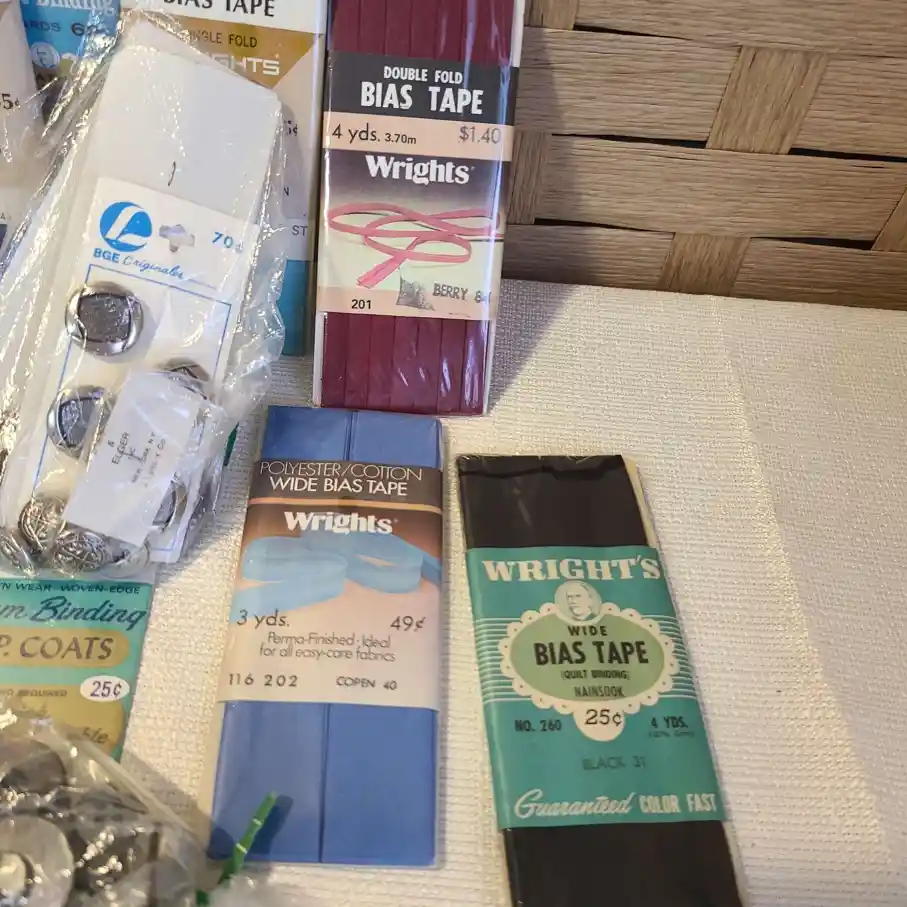 Binding
BIAS TAPE
DOUBLE FOLD
BIAS TAPE
4 yds. 3.70m $1.40
Wrights
201
BERRY
BGE Originales
70¢
POLYESTER/COTTON
WIDE BIAS TAPE
Wrights
3 yds. 49¢
Perma-Finished · Ideal
for all easy-care fabrics
116 202 COPEN 40
WRIGHT'S
WIDE
BIAS TAPE
(QUILT BINDING)
NAINSOOK
NO. 260 25¢ 4 YDS.
BLACK 31
Guaranteed COLOR FAST
WEAR-WOVEN-EDGE
Binding
P. COATS
25¢